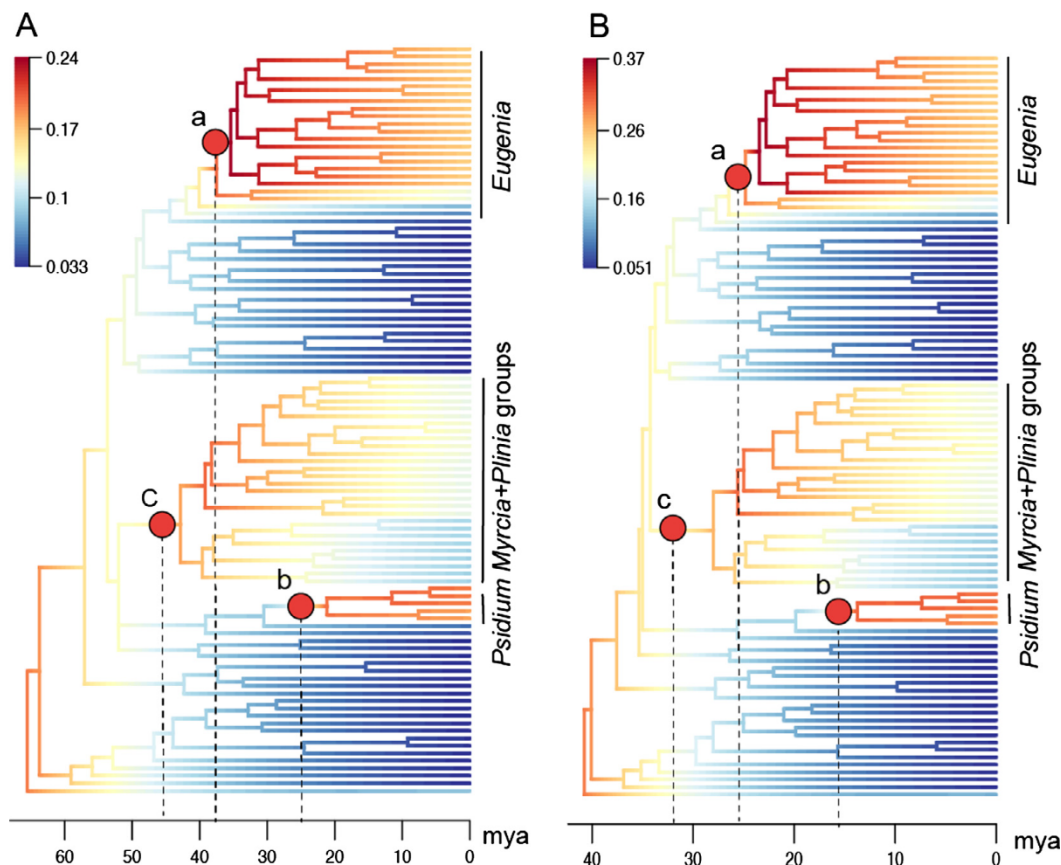 A
0.24
0.17
0.1
0.033
a
C
b
Eugenia
Myrcia+Plinia groups
Psidium
60 50 40 30 20 10 0 mya
B
0.37
0.26
0.16
0.051
a
c
b
Eugenia
Myrcia+Plinia groups
Psidium
40 30 20 10 0 mya